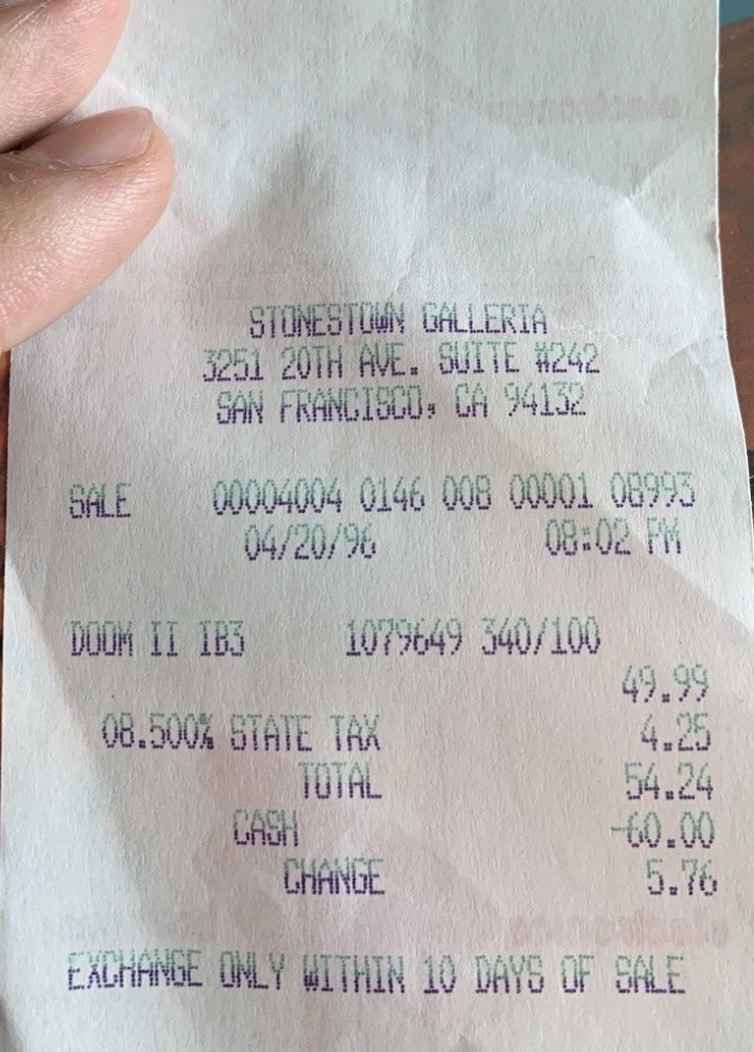 STONESTOWN GALLERIA
3251 20TH AVE. SUITE #242
SAN FRANCISCO, CA 94132
SALE 00004004 0146 008 00001 08993
04/20/96 08:02 PM
DOOM II IB3 1079649 340/100
49.99
08.500% STATE TAX 4.25
TOTAL 54.24
CASH -60.00
CHANGE 5.76
EXCHANGE ONLY WITHIN 10 DAYS OF SALE